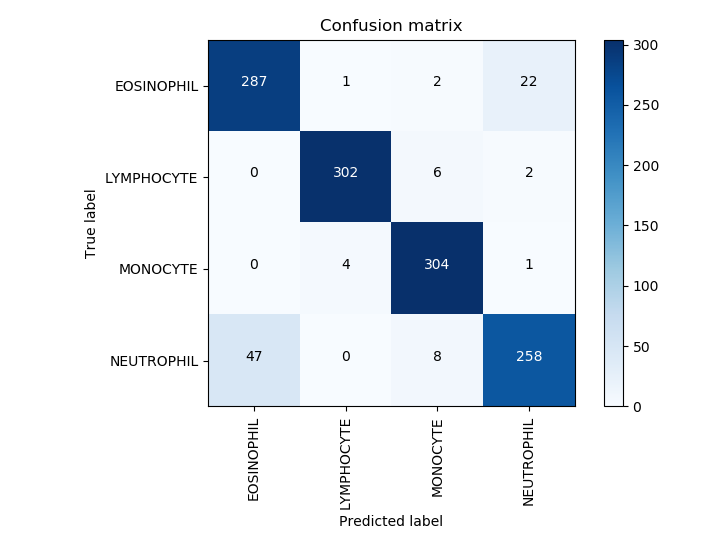 Confusion matrix
EOSINOPHIL 287 1 2 22
LYMPHOCYTE 0 302 6 2
MONOCYTE 0 4 304 1
NEUTROPHIL 47 0 8 258
True label
EOSINOPHIL
LYMPHOCYTE
MONOCYTE
NEUTROPHIL
Predicted label
300
250
200
150
100
50
0